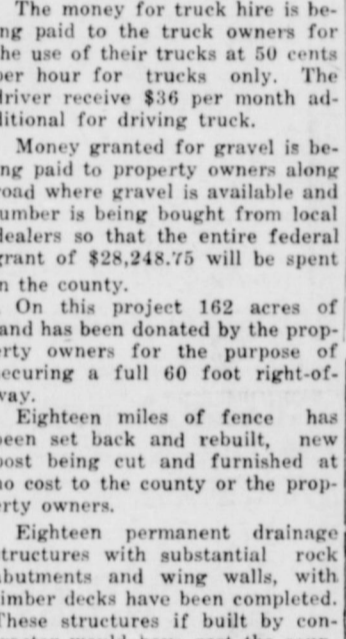 The money for truck hire is be-
ng paid to the truck owners for
he use of their trucks at 50 cents
er hour for trucks only. The
driver receive $36 per month ad-
ditional for driving truck.
Money granted for gravel is be-
ng paid to property owners along
road where gravel is available and
umber is being bought from local
dealers so that the entire federal
grant of $28,248.75 will be spent
n the county.
On this project 162 acres of
and has been donated by the prop-
erty owners for the purpose of
ecuring a full 60 foot right-of-
way.
Eighteen miles of fence has
been set back and rebuilt, new
post being cut and furnished at
no cost to the county or the prop-
erty owners.
Eighteen permanent drainage
tructures with substantial rock
abutments and wing walls, with
timber decks have been completed.
These structures if built by con-